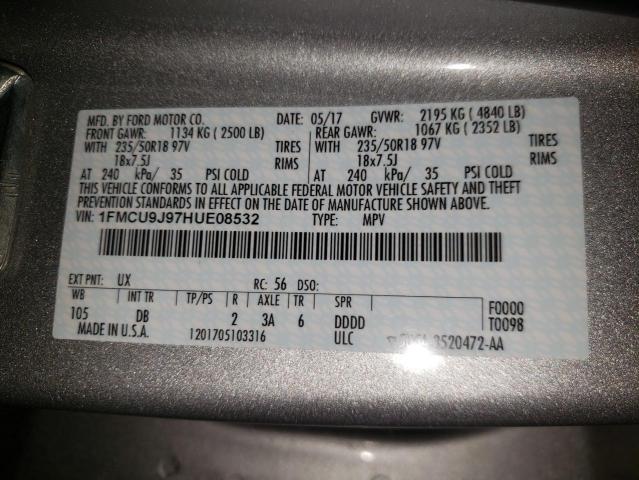 MFD. BY FORD MOTOR CO. DATE: 05/17 GVWR: 2195 KG ( 4840 LB)
FRONT GAWR: 1134 KG ( 2500 LB) REAR GAWR: 1067 KG ( 2352 LB)
WITH 235/50R18 97V TIRES WITH 235/50R18 97V TIRES
18x7.5J RIMS 18x7.5J RIMS
AT 240 kPa/ 35 PSI COLD AT 240 kPa/ 35 PSI COLD
THIS VEHICLE CONFORMS TO ALL APPLICABLE FEDERAL MOTOR VEHICLE SAFETY AND THEFT
PREVENTION STANDARDS IN EFFECT ON THE DATE OF MANUFACTURE SHOWN ABOVE.
VIN: 1FMCU9J97HUE08532 TYPE: MPV
EXT PNT: UX RC: 56 DSO:
WB INT TR TP/PS R AXLE TR SPR F0000
105 DB 2 3A 6 DDDD T0098
MADE IN U.S.A. 1201705103316 ULC 3520472-AA